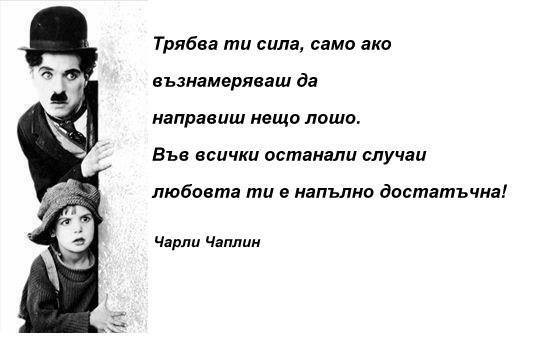 Трябва ти сила, само ако
възнамеряваш да
направиш нещо лошо.
Във всички останали случаи
любовта ти е напълно достатъчна!
Чарли Чаплин